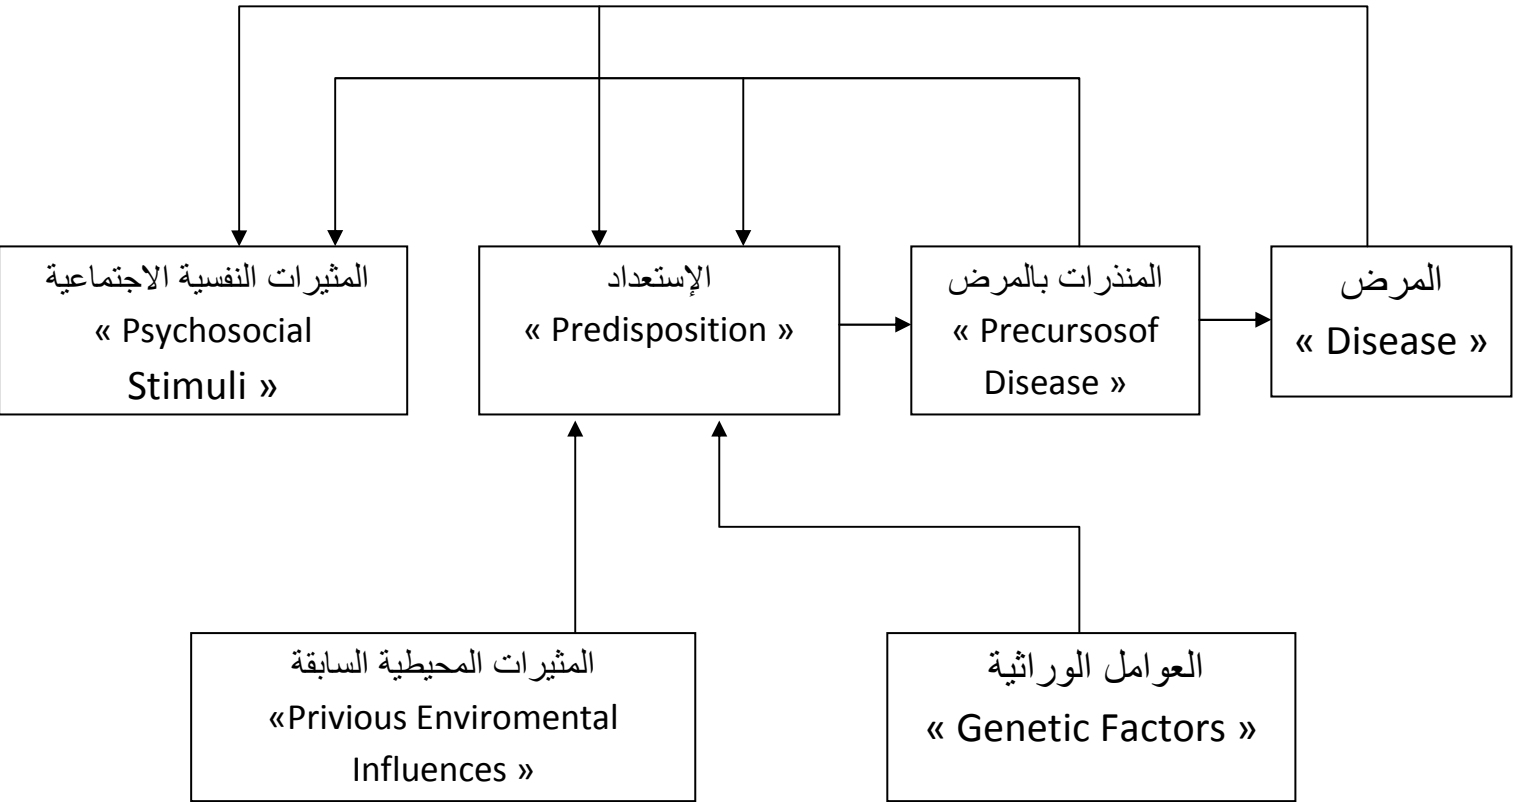 المثيرات النفسية الاجتماعية
« Psychosocial
Stimuli »
الإستعداد
« Predisposition »
المنذرات بالمرض
« Precursosof
Disease »
المرض
« Disease »
المثيرات المحيطية السابقة
«Privious Enviromental
Influences »
العوامل الوراثية
« Genetic Factors »